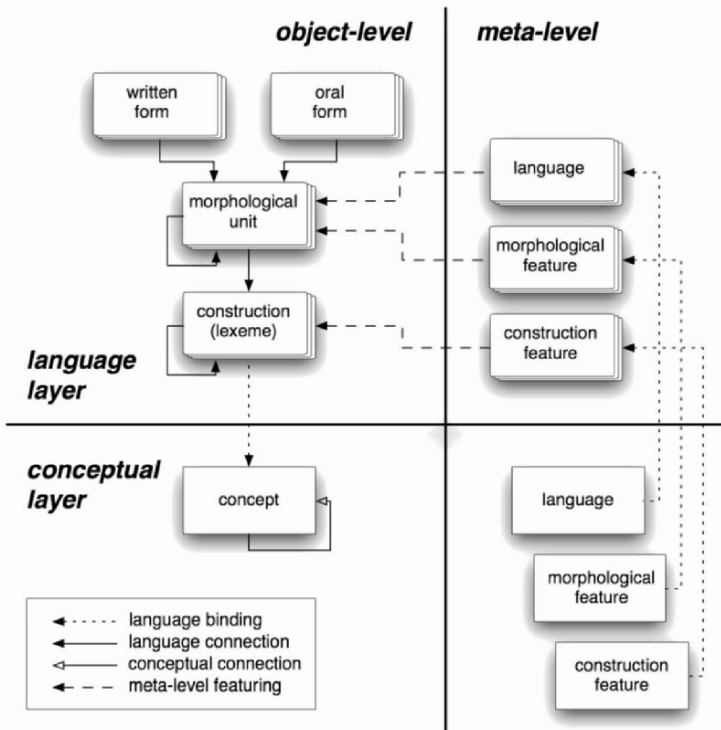 object-level
meta-level
written
form
oral
form
language
morphological
unit
morphological
feature
construction
(lexeme)
construction
feature
language
layer
conceptual
layer
concept
language
morphological
feature
construction
feature
language binding
language connection
conceptual connection
meta-level featuring